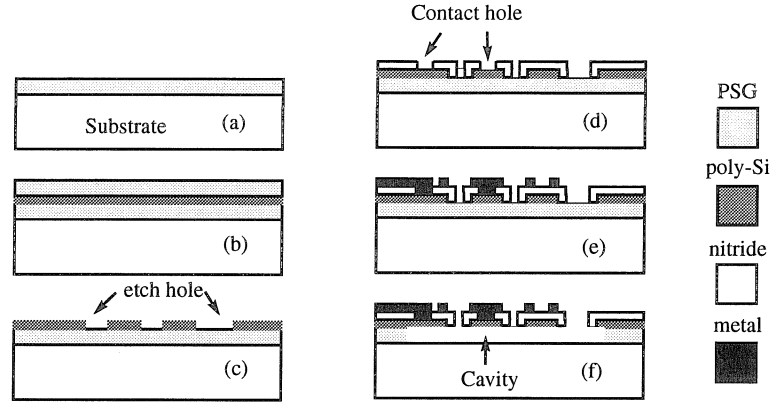 Contact hole
Substrate
(a)
(d)
PSG
poly-Si
(b)
(e)
nitride
etch hole
metal
(c)
Cavity
(f)